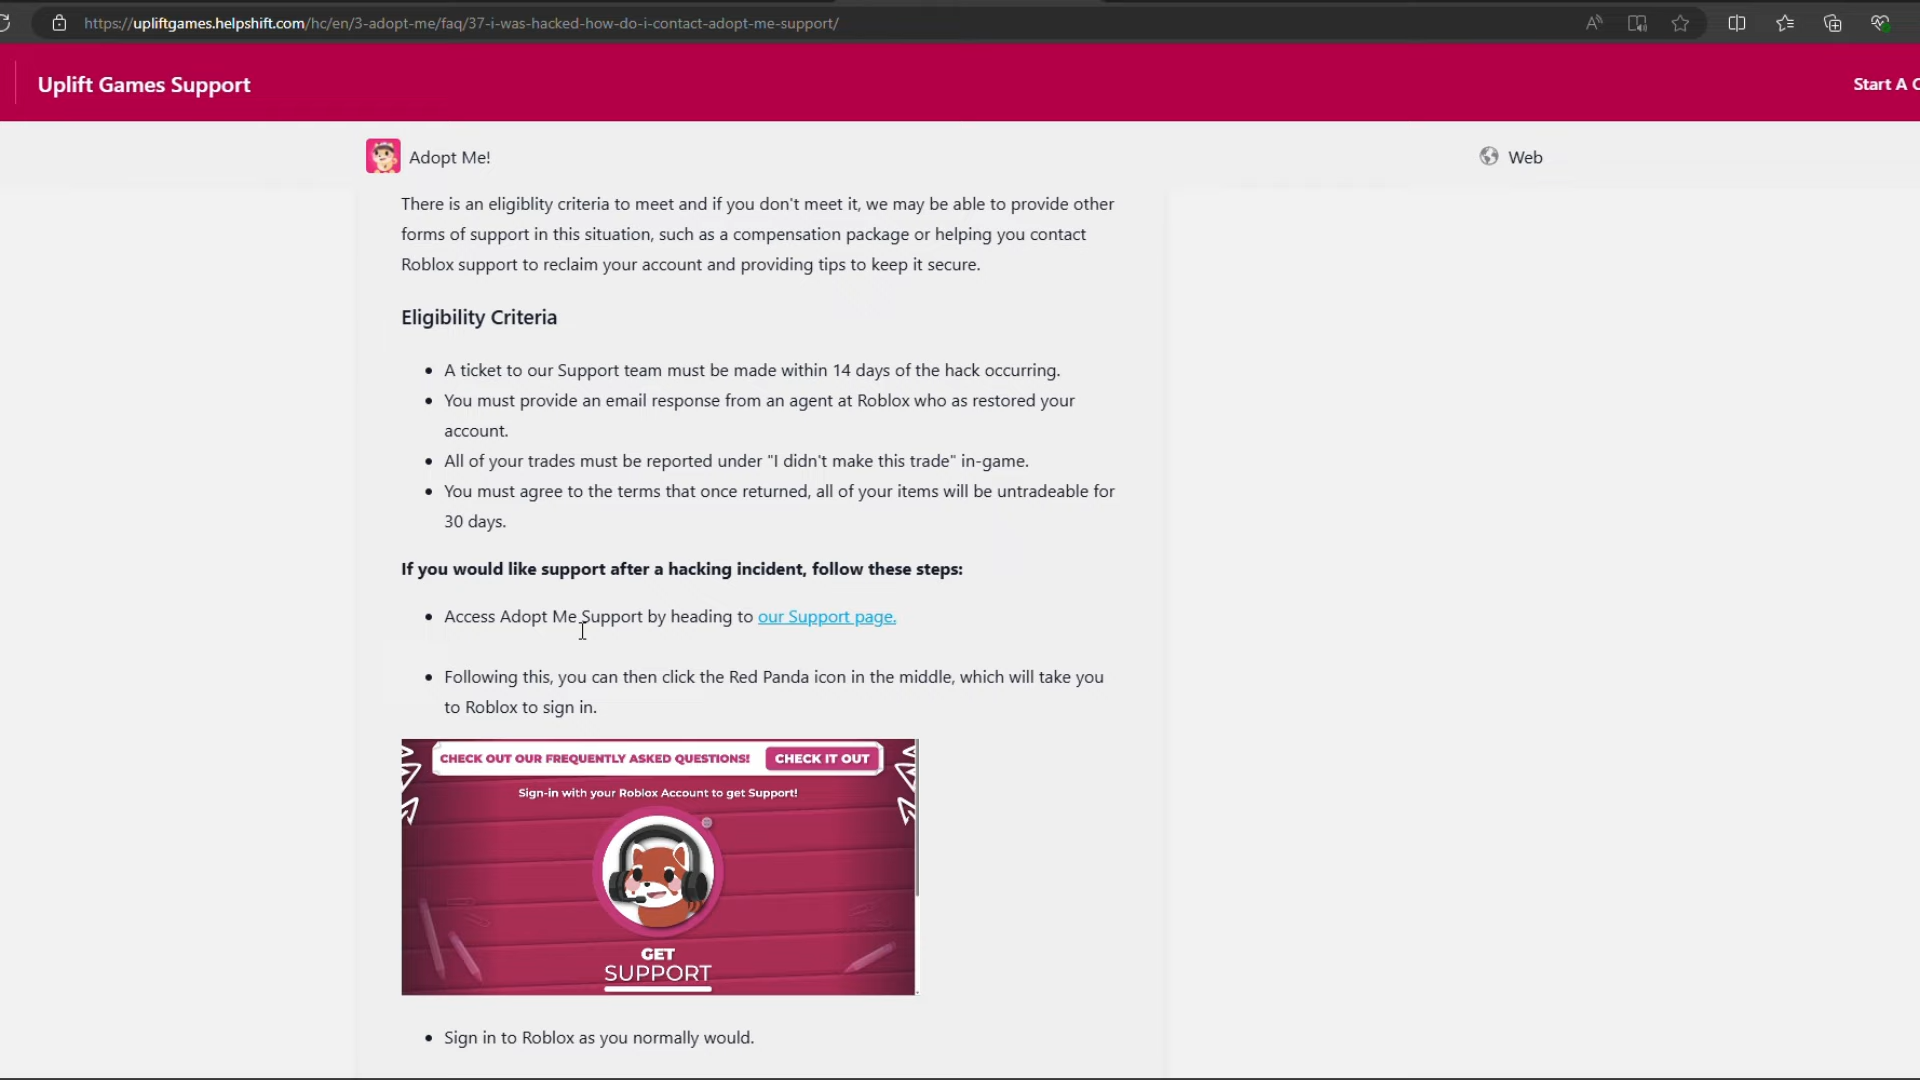 https://upliftgames.helpshift.com/hc/en/3-adopt-me/faq/37-i-was-hacked-how-do-i-contact-adopt-me-support/
Uplift Games Support
Start A C
Adopt Me!
Web
There is an eligiblity criteria to meet and if you don't meet it, we may be able to provide other
forms of support in this situation, such as a compensation package or helping you contact
Roblox support to reclaim your account and providing tips to keep it secure.
Eligibility Criteria
• A ticket to our Support team must be made within 14 days of the hack occurring.
• You must provide an email response from an agent at Roblox who as restored your
account.
• All of your trades must be reported under "I didn't make this trade" in-game.
• You must agree to the terms that once returned, all of your items will be untradeable for
30 days.
If you would like support after a hacking incident, follow these steps:
• Access Adopt Me Support by heading to our Support page.
• Following this, you can then click the Red Panda icon in the middle, which will take you
to Roblox to sign in.
CHECK OUT OUR FREQUENTLY ASKED QUESTIONS! CHECK IT OUT
Sign-in with your Roblox Account to get Support!
GET
SUPPORT
• Sign in to Roblox as you normally would.